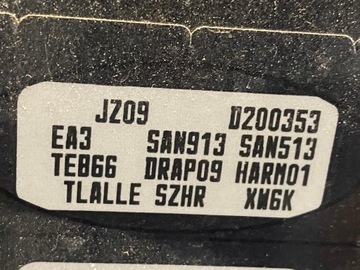 JZ09 D200353
EA3 SAN913 SAN513
TEB66 DRAP09 HARM01
TLALLE SZHR XW6K